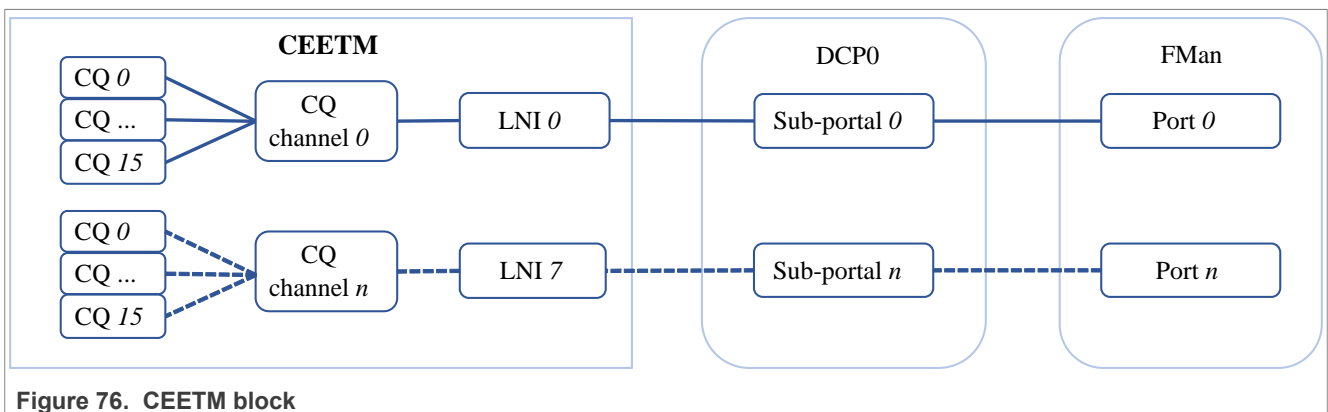 CEETM
DCP0
FMan
CQ 0
CQ ...
CQ 15
CQ
channel 0
LNI 0
Sub-portal 0
Port 0
CQ 0
CQ ...
CQ 15
CQ
channel n
LNI 7
Sub-portal n
Port n
Figure 76. CEETM block